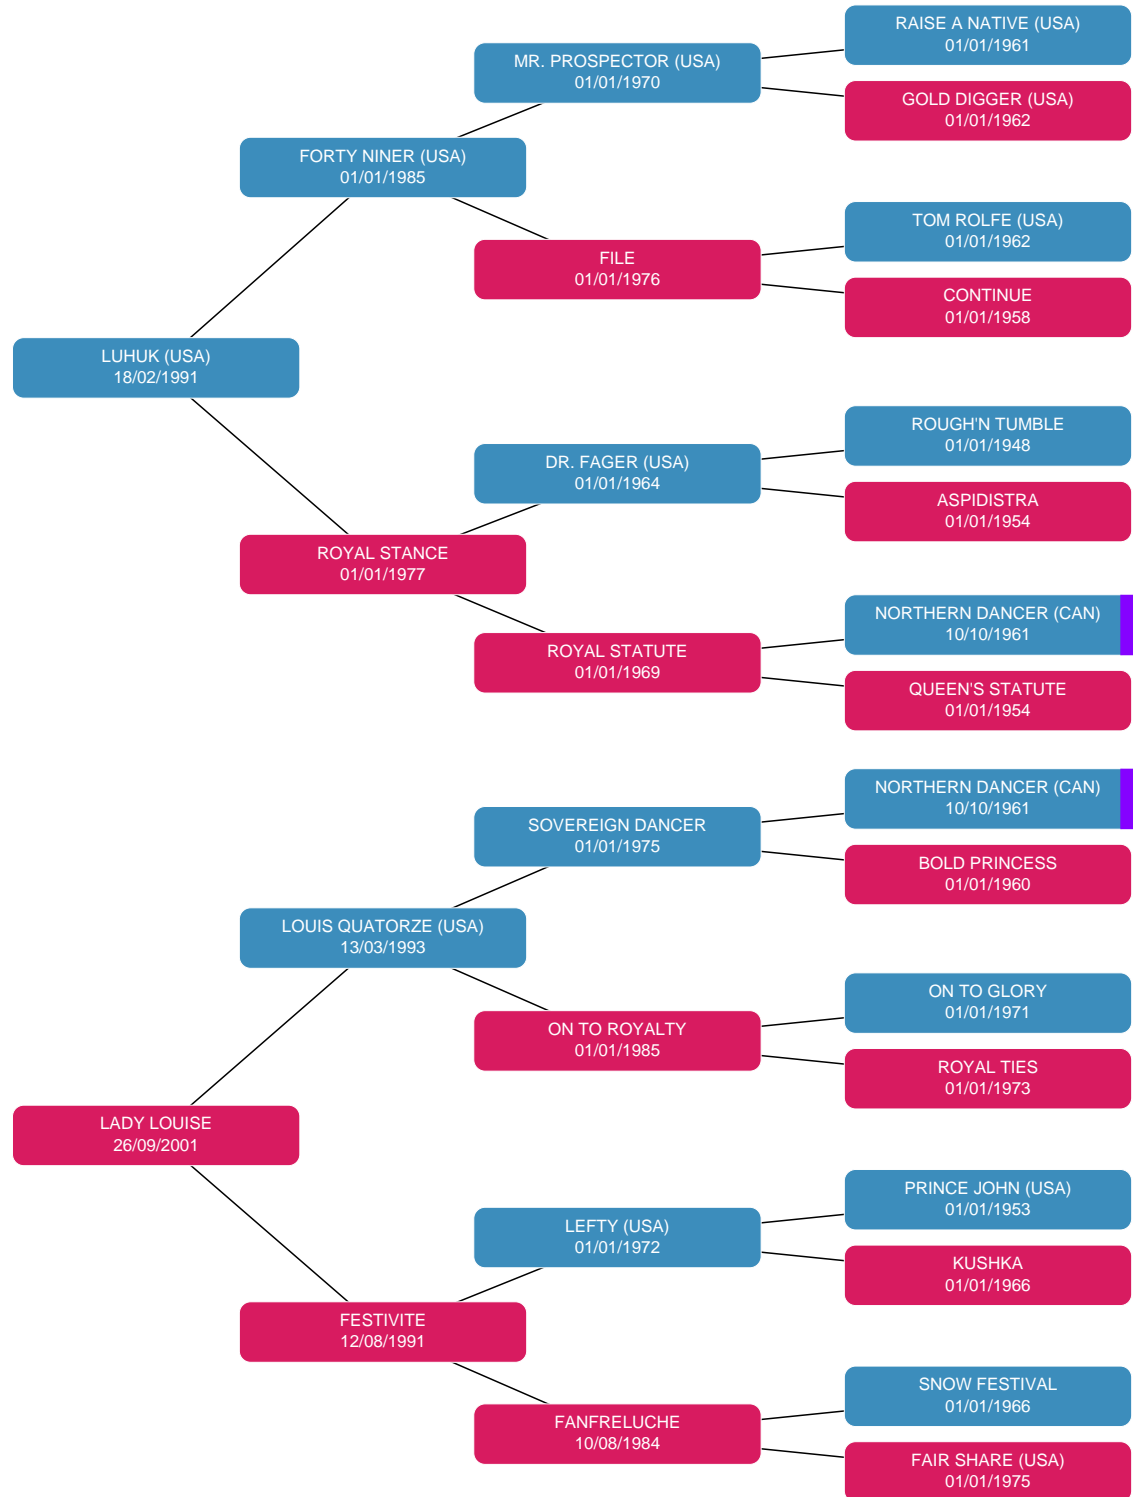 RAISE A NATIVE (USA)
01/01/1961
MR. PROSPECTOR (USA)
01/01/1970
GOLD DIGGER (USA)
01/01/1962
FORTY NINER (USA)
01/01/1985
TOM ROLFE (USA)
01/01/1962
FILE
01/01/1976
CONTINUE
01/01/1958
LUHUK (USA)
18/02/1991
ROUGH'N TUMBLE
01/01/1948
DR. FAGER (USA)
01/01/1964
ASPIDISTRA
01/01/1954
ROYAL STANCE
01/01/1977
NORTHERN DANCER (CAN)
10/10/1961
ROYAL STATUTE
01/01/1969
QUEEN'S STATUTE
01/01/1954
NORTHERN DANCER (CAN)
10/10/1961
SOVEREIGN DANCER
01/01/1975
BOLD PRINCESS
01/01/1960
LOUIS QUATORZE (USA)
13/03/1993
ON TO GLORY
01/01/1971
ON TO ROYALTY
01/01/1985
ROYAL TIES
01/01/1973
LADY LOUISE
26/09/2001
PRINCE JOHN (USA)
01/01/1953
LEFTY (USA)
01/01/1972
KUSHKA
01/01/1966
FESTIVITE
12/08/1991
SNOW FESTIVAL
01/01/1966
FANFRELUCHE
10/08/1984
FAIR SHARE (USA)
01/01/1975